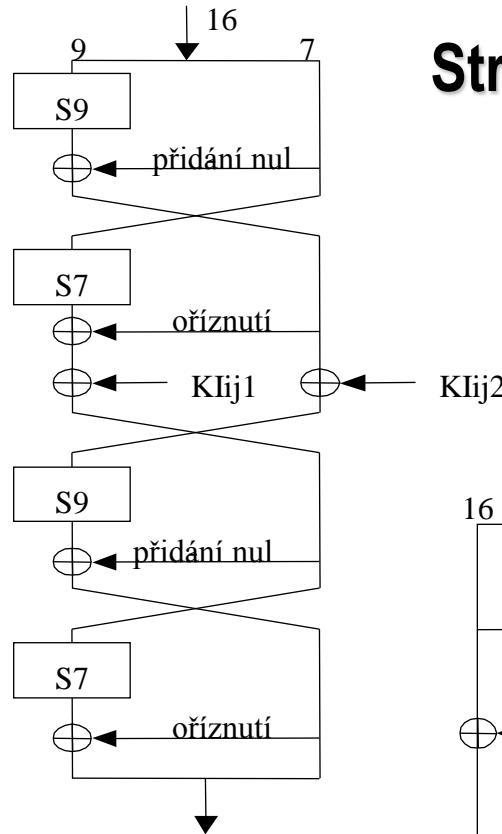 16
9 7
Str
S9
přidání nul
S7
oříznutí
KIij1 KIij2
S9
16
přidání nul
S7
oříznutí